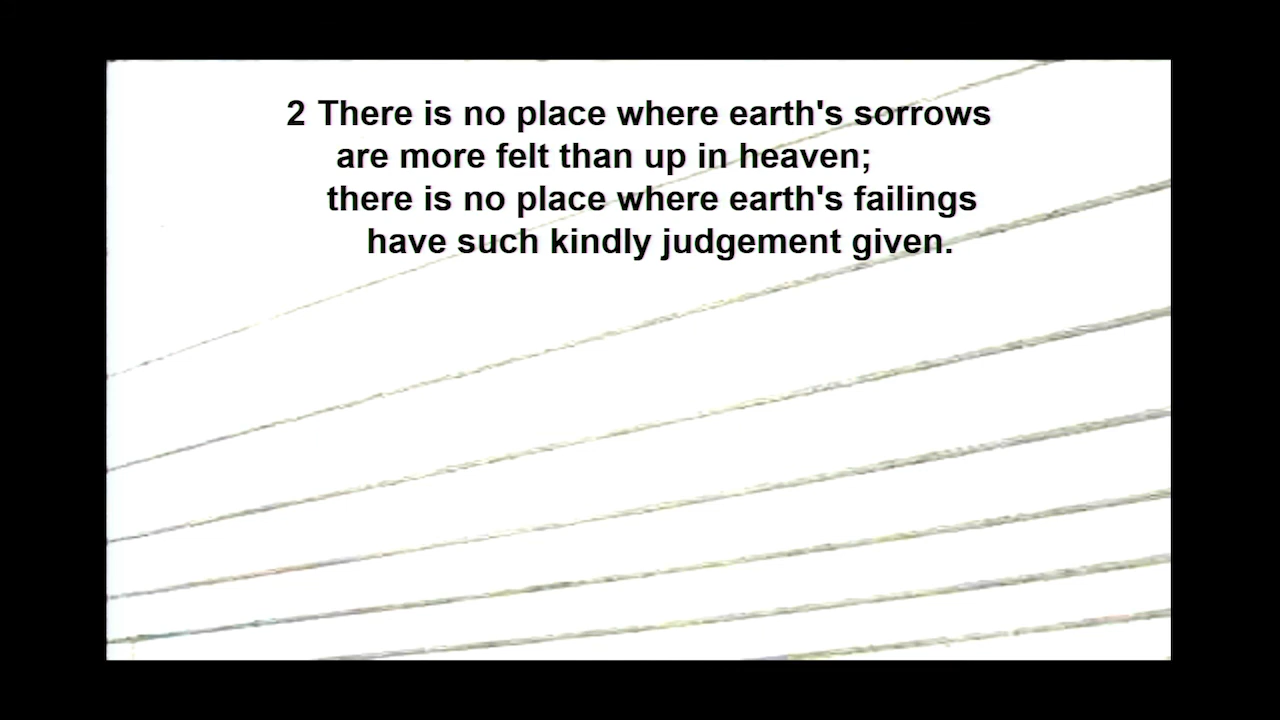 2 There is no place where earth's sorrows
are more felt than up in heaven;
there is no place where earth's failings
have such kindly judgement given.